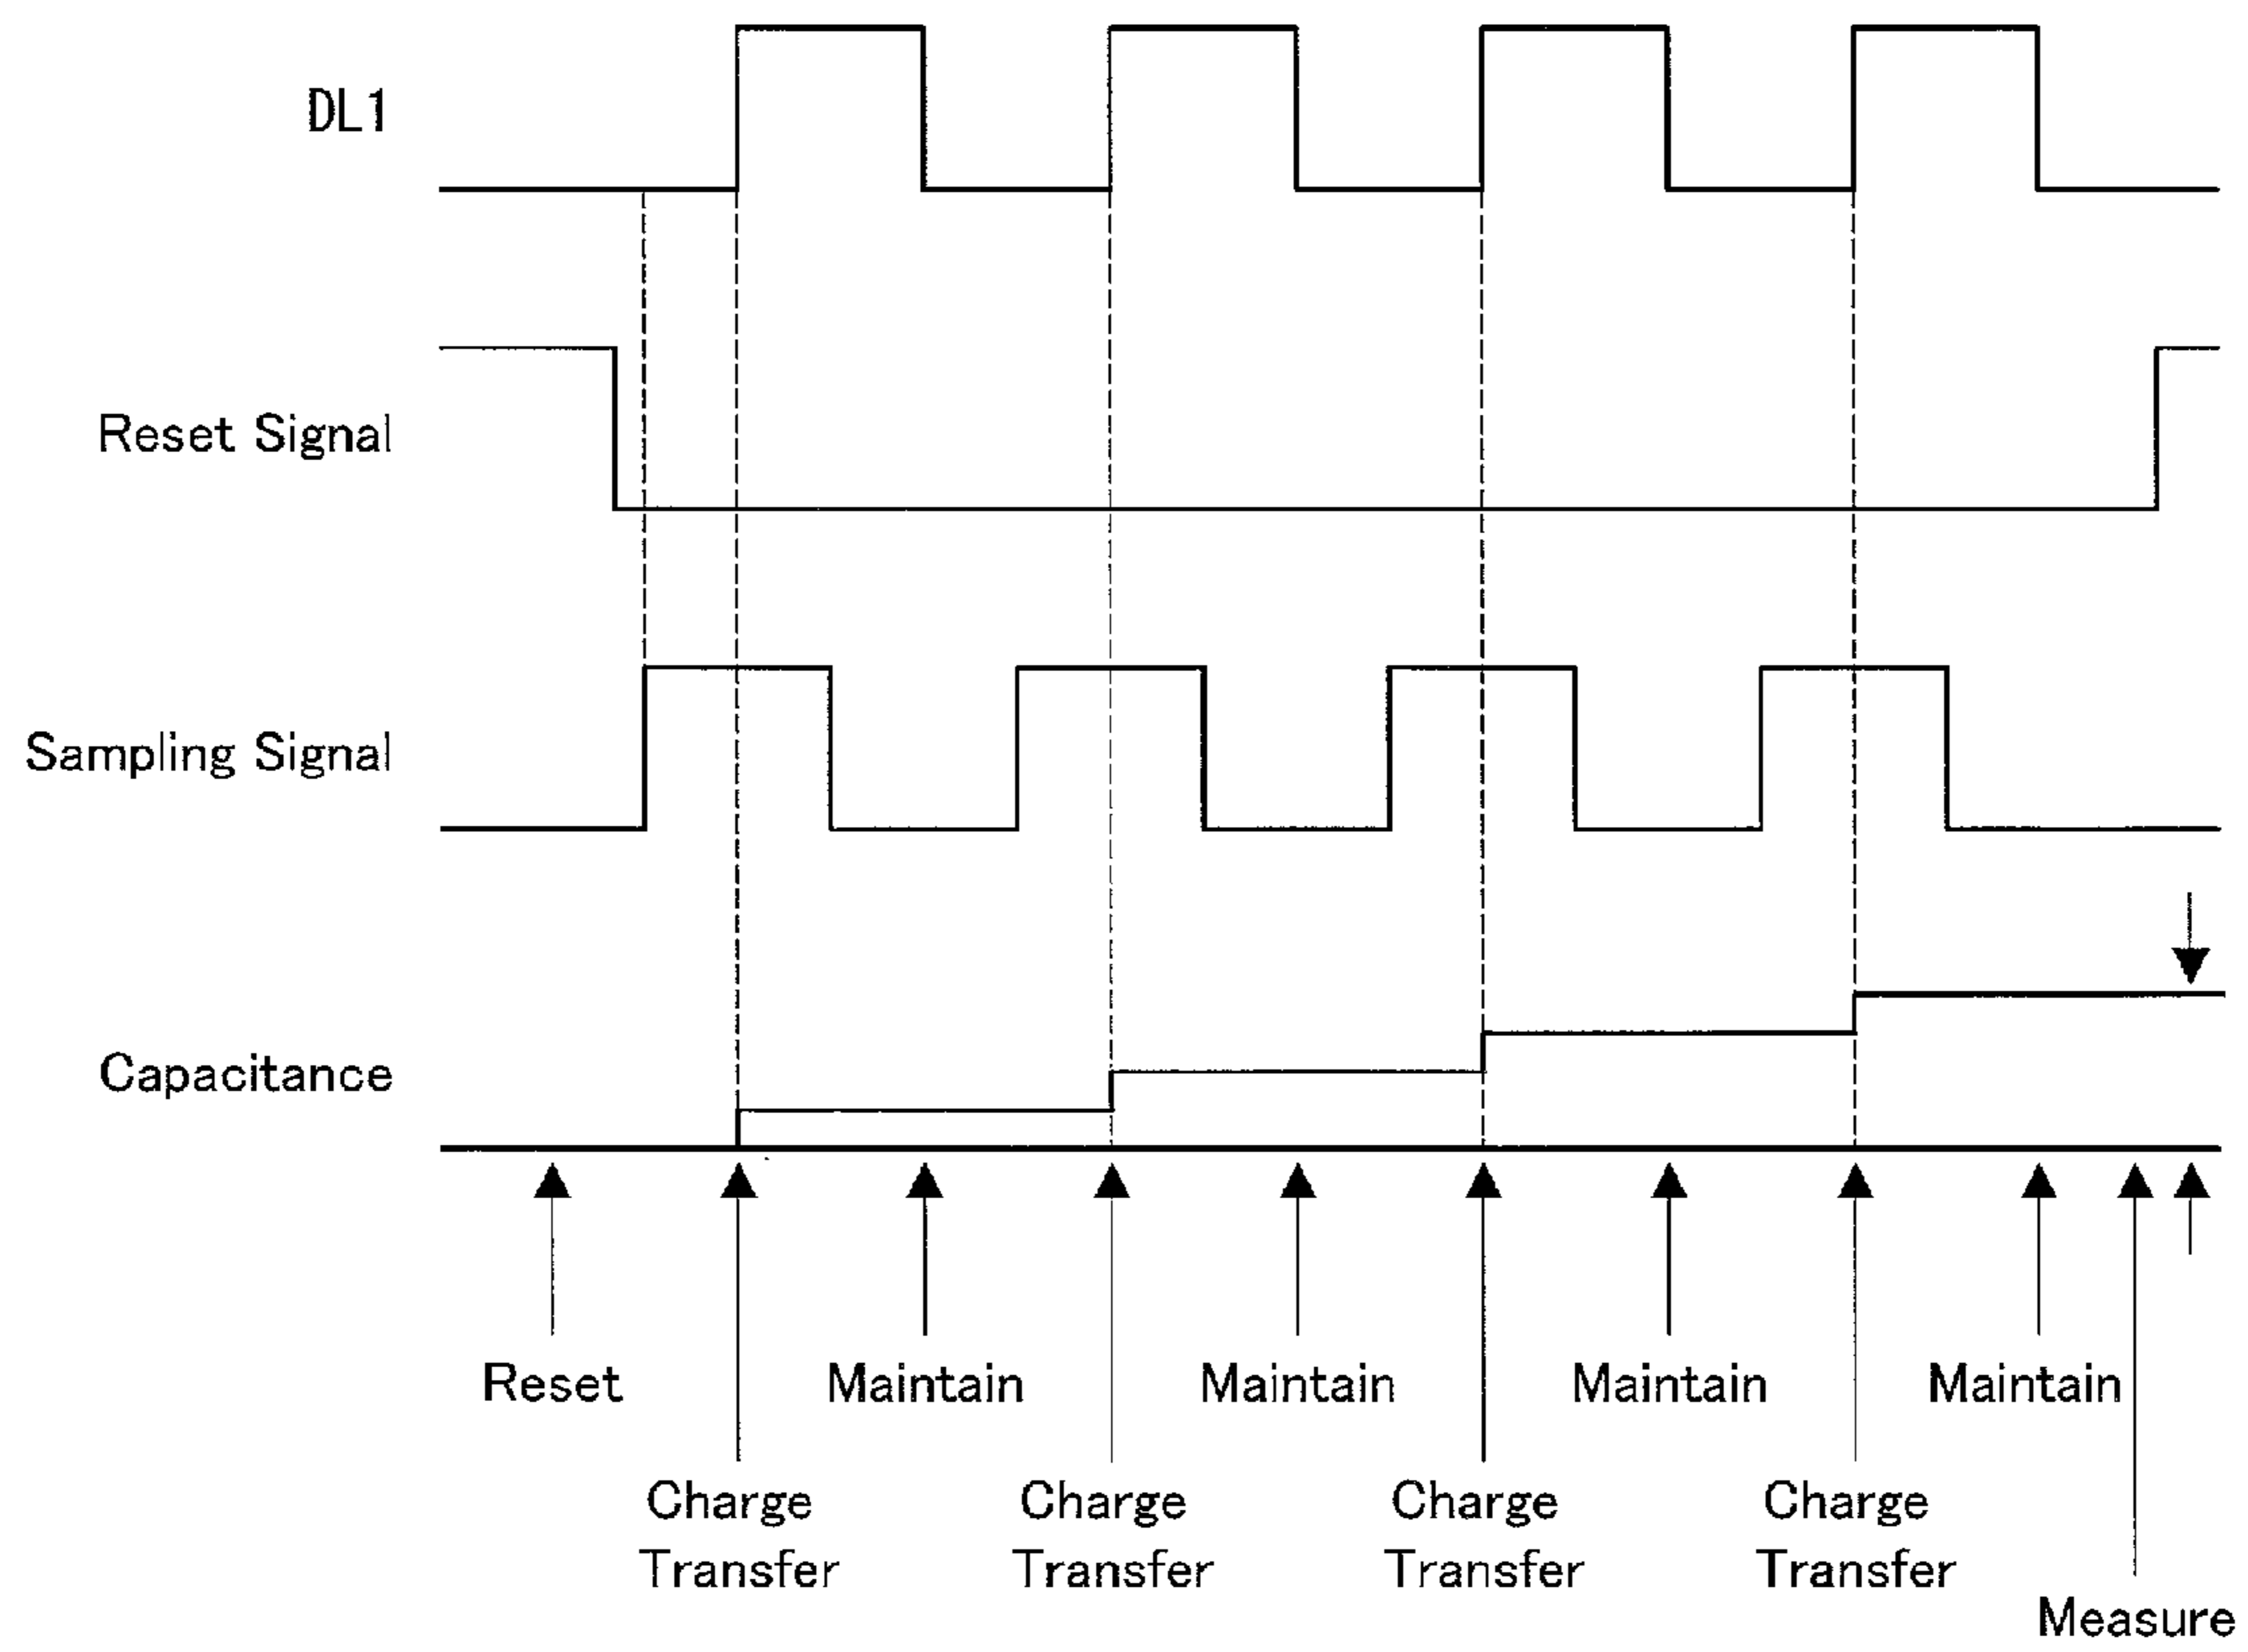 DL1
Reset Signal
Sampling Signal
Capacitance
Reset
Maintain
Maintain
Maintain
Maintain
Charge
Transfer
Charge
Transfer
Charge
Transfer
Charge
Transfer
Measure